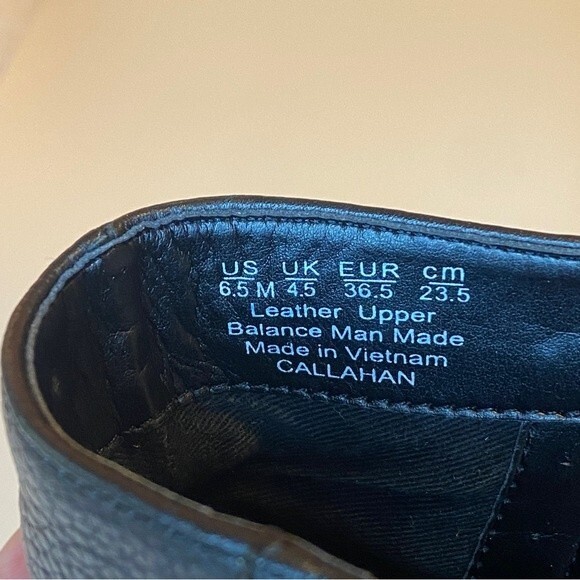 US UK EUR cm
6.5 M 4.5 36.5 23.5
Leather Upper
Balance Man Made
Made in Vietnam
CALLAHAN